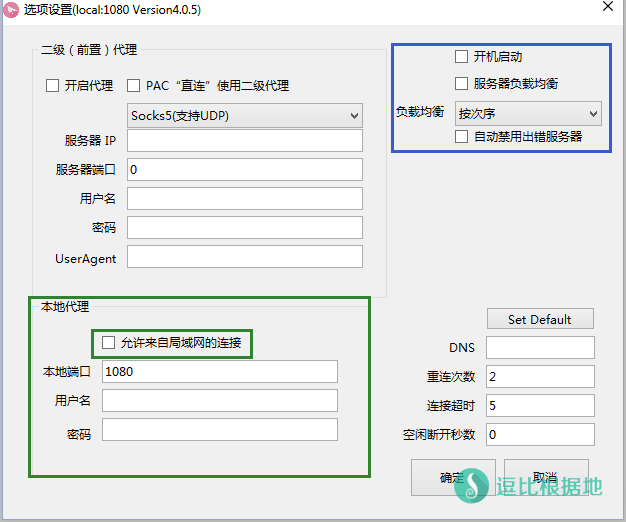 选项设置(local:1080 Version4.0.5)
二级（前置）代理
开启代理
PAC“直连”使用二级代理
Socks5(支持UDP)
服务器 IP
服务器端口
0
用户名
密码
UserAgent
开机启动
服务器负载均衡
负载均衡
按次序
自动禁用出错服务器
本地代理
允许来自局域网的连接
本地端口
1080
用户名
密码
Set Default
DNS
重连次数
2
连接超时
5
空闲断开秒数
0
确定
取消
逗比根据地